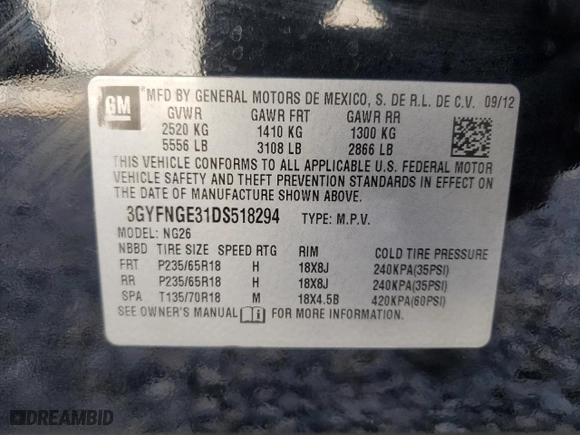 GM MFD BY GENERAL MOTORS DE MEXICO, S. DE R.L. DE C.V. 09/12
GVWR GAWR FRT GAWR RR
2520 KG 1410 KG 1300 KG
5556 LB 3108 LB 2866 LB
THIS VEHICLE CONFORMS TO ALL APPLICABLE U.S. FEDERAL MOTOR
VEHICLE SAFETY AND THEFT PREVENTION STANDARDS IN EFFECT ON
THE DATE OF MANUFACTURE SHOWN ABOVE.
3GYFNGE31DS518294 TYPE: M.P.V.
MODEL: NG26
NBBD TIRE SIZE SPEED RTG RIM COLD TIRE PRESSURE
FRT P235/65R18 H 18X8J 240KPA(35PSI)
RR P235/65R18 H 18X8J 240KPA(35PSI)
SPA T135/70R18 M 18X4.5B 420KPA(60PSI)
SEE OWNER'S MANUAL i FOR MORE INFORMATION.
DREAMBID